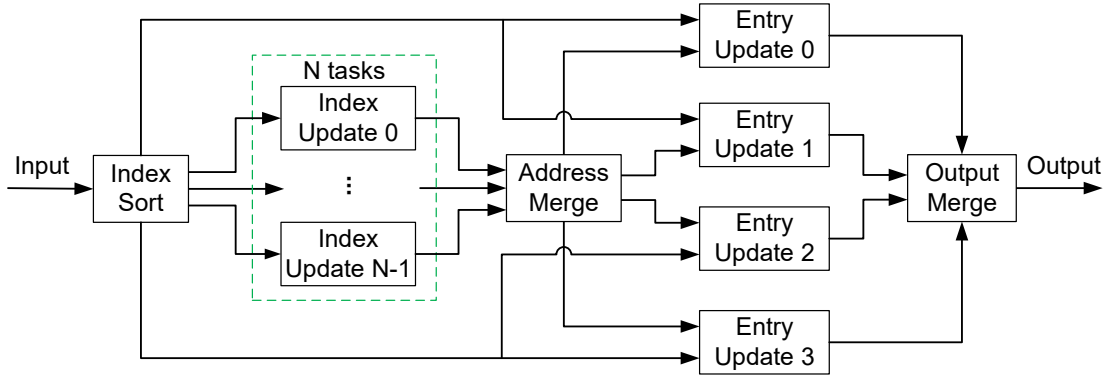 Input
Index
Sort
N tasks
Index
Update 0
...
Index
Update N-1
Address
Merge
Entry
Update 0
Entry
Update 1
Entry
Update 2
Entry
Update 3
Output
Merge
Output